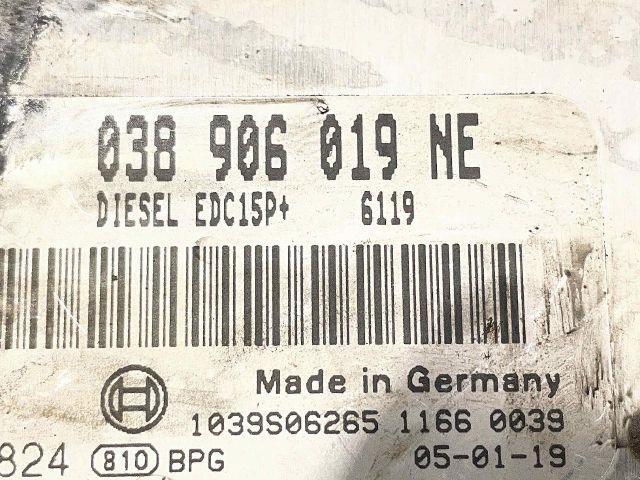 038 906 019 NE
DIESEL EDC15P+ 6119
Made in Germany
1039S06265 1166 0039
824 810 BPG 05-01-19